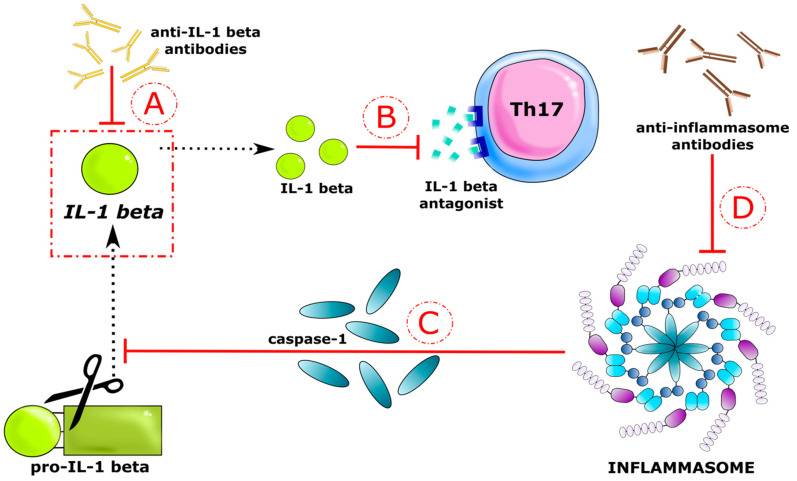 anti-IL-1 beta
antibodies
A
B
Th17
anti-inflammasome
antibodies
IL-1 beta
IL-1 beta
IL-1 beta
antagonist
D
C
caspase-1
pro-IL-1 beta
INFLAMMASOME